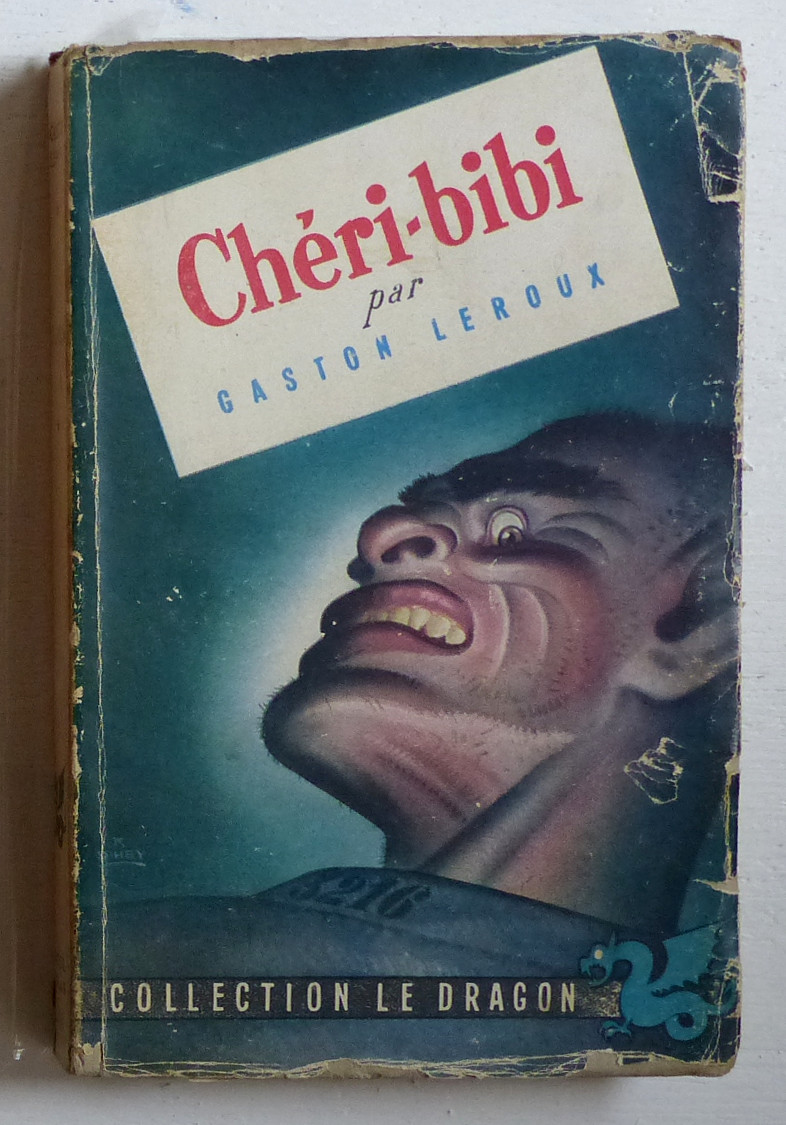 Chéri-bibi
par
GASTON LEROUX
3216
COLLECTION LE DRAGON